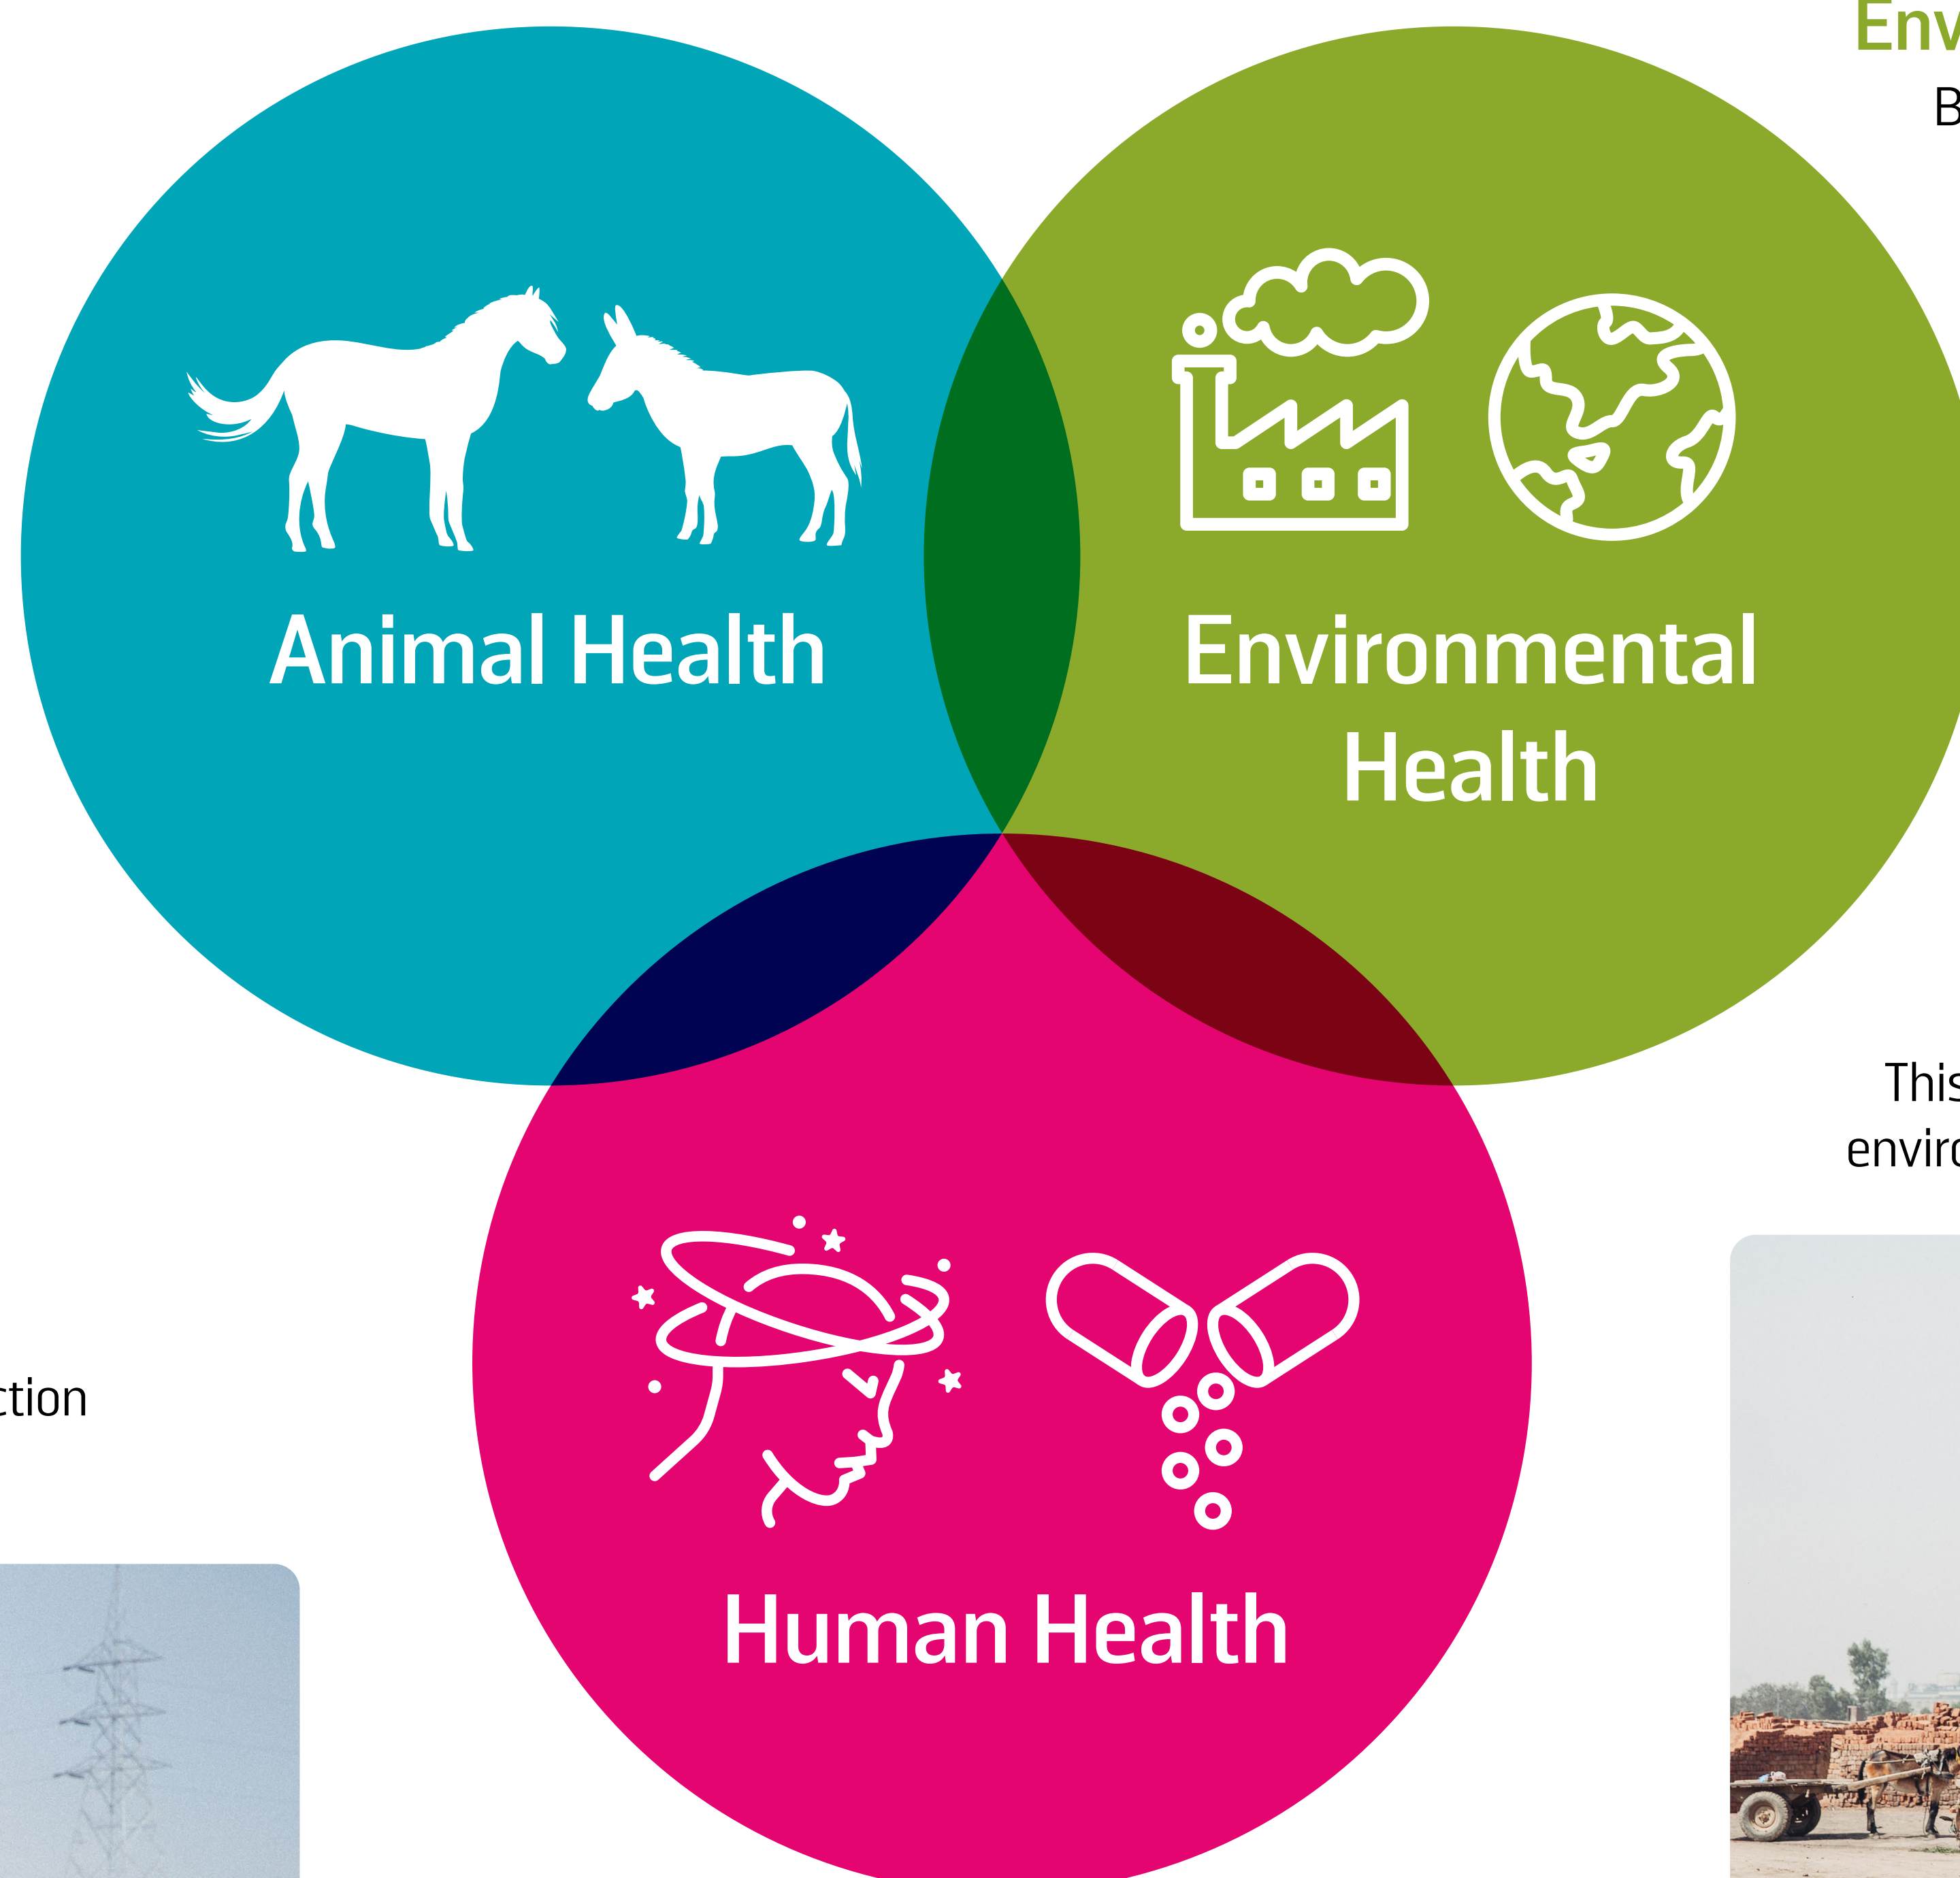 Animal Health
Environmental
Health
This
ction
Human Health